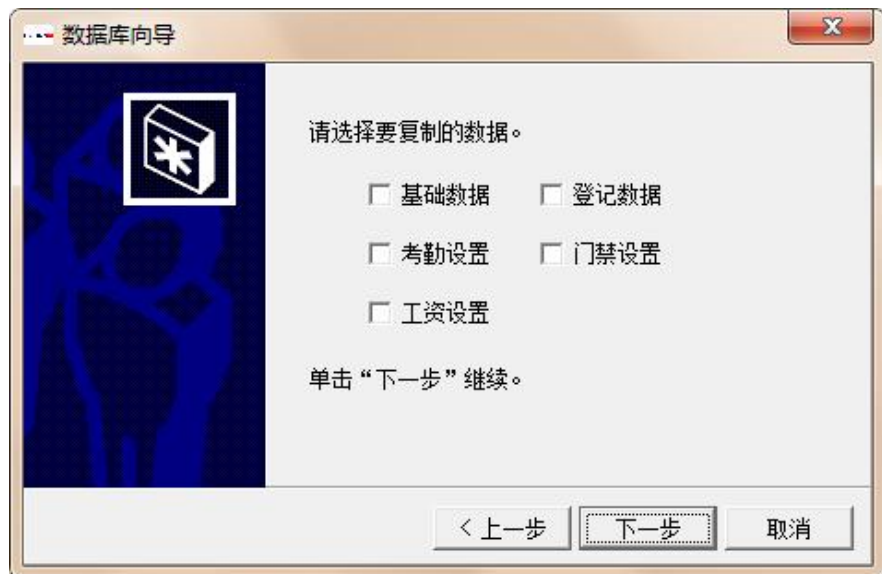 数据库向导
请选择要复制的数据。
基础数据 登记数据
考勤设置 门禁设置
工资设置
单击“下一步”继续。
< 上一步 下一步 取消